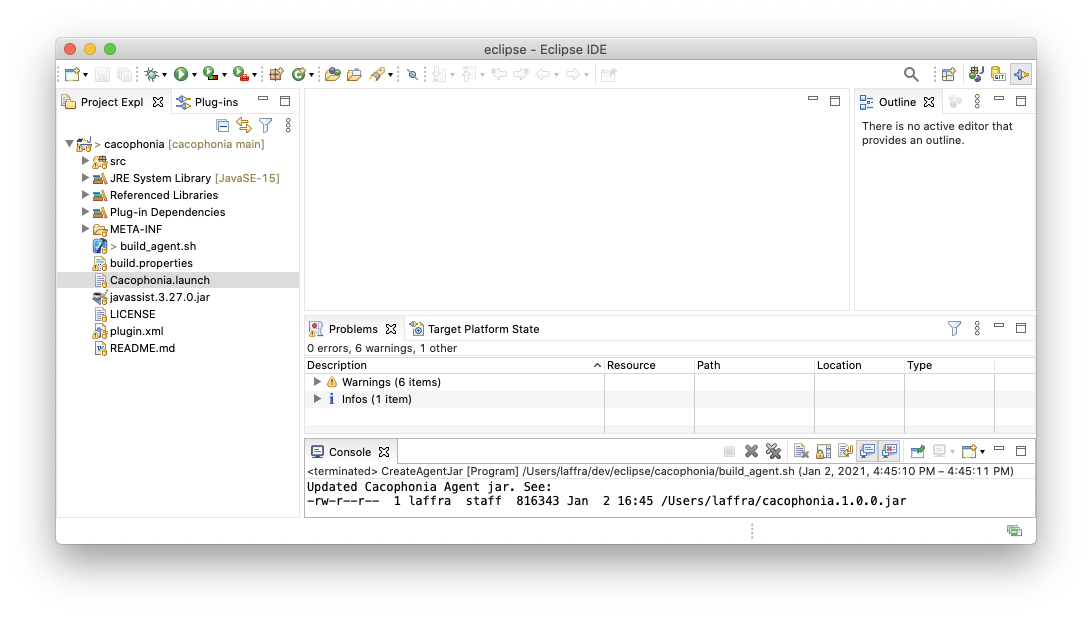 eclipse - Eclipse IDE
Project Expl
Plug-ins
> cacophonia [cacophonia main]
src
JRE System Library [JavaSE-15]
Referenced Libraries
Plug-in Dependencies
META-INF
> build_agent.sh
build.properties
Cacophonia.launch
javassist.3.27.0.jar
LICENSE
plugin.xml
README.md
Outline
There is no active editor that
provides an outline.
Problems
Target Platform State
0 errors, 6 warnings, 1 other
Description Resource Path Location Type
Warnings (6 items)
Infos (1 item)
Console
<terminated> CreateAgentJar [Program] /Users/laffra/dev/eclipse/cacophonia/build_agent.sh (Jan 2, 2021, 4:45:10 PM – 4:45:11 PM)
Updated Cacophonia Agent jar. See:
-rw-r--r--  1 laffra  staff  816343 Jan  2 16:45 /Users/laffra/cacophonia.1.0.0.jar